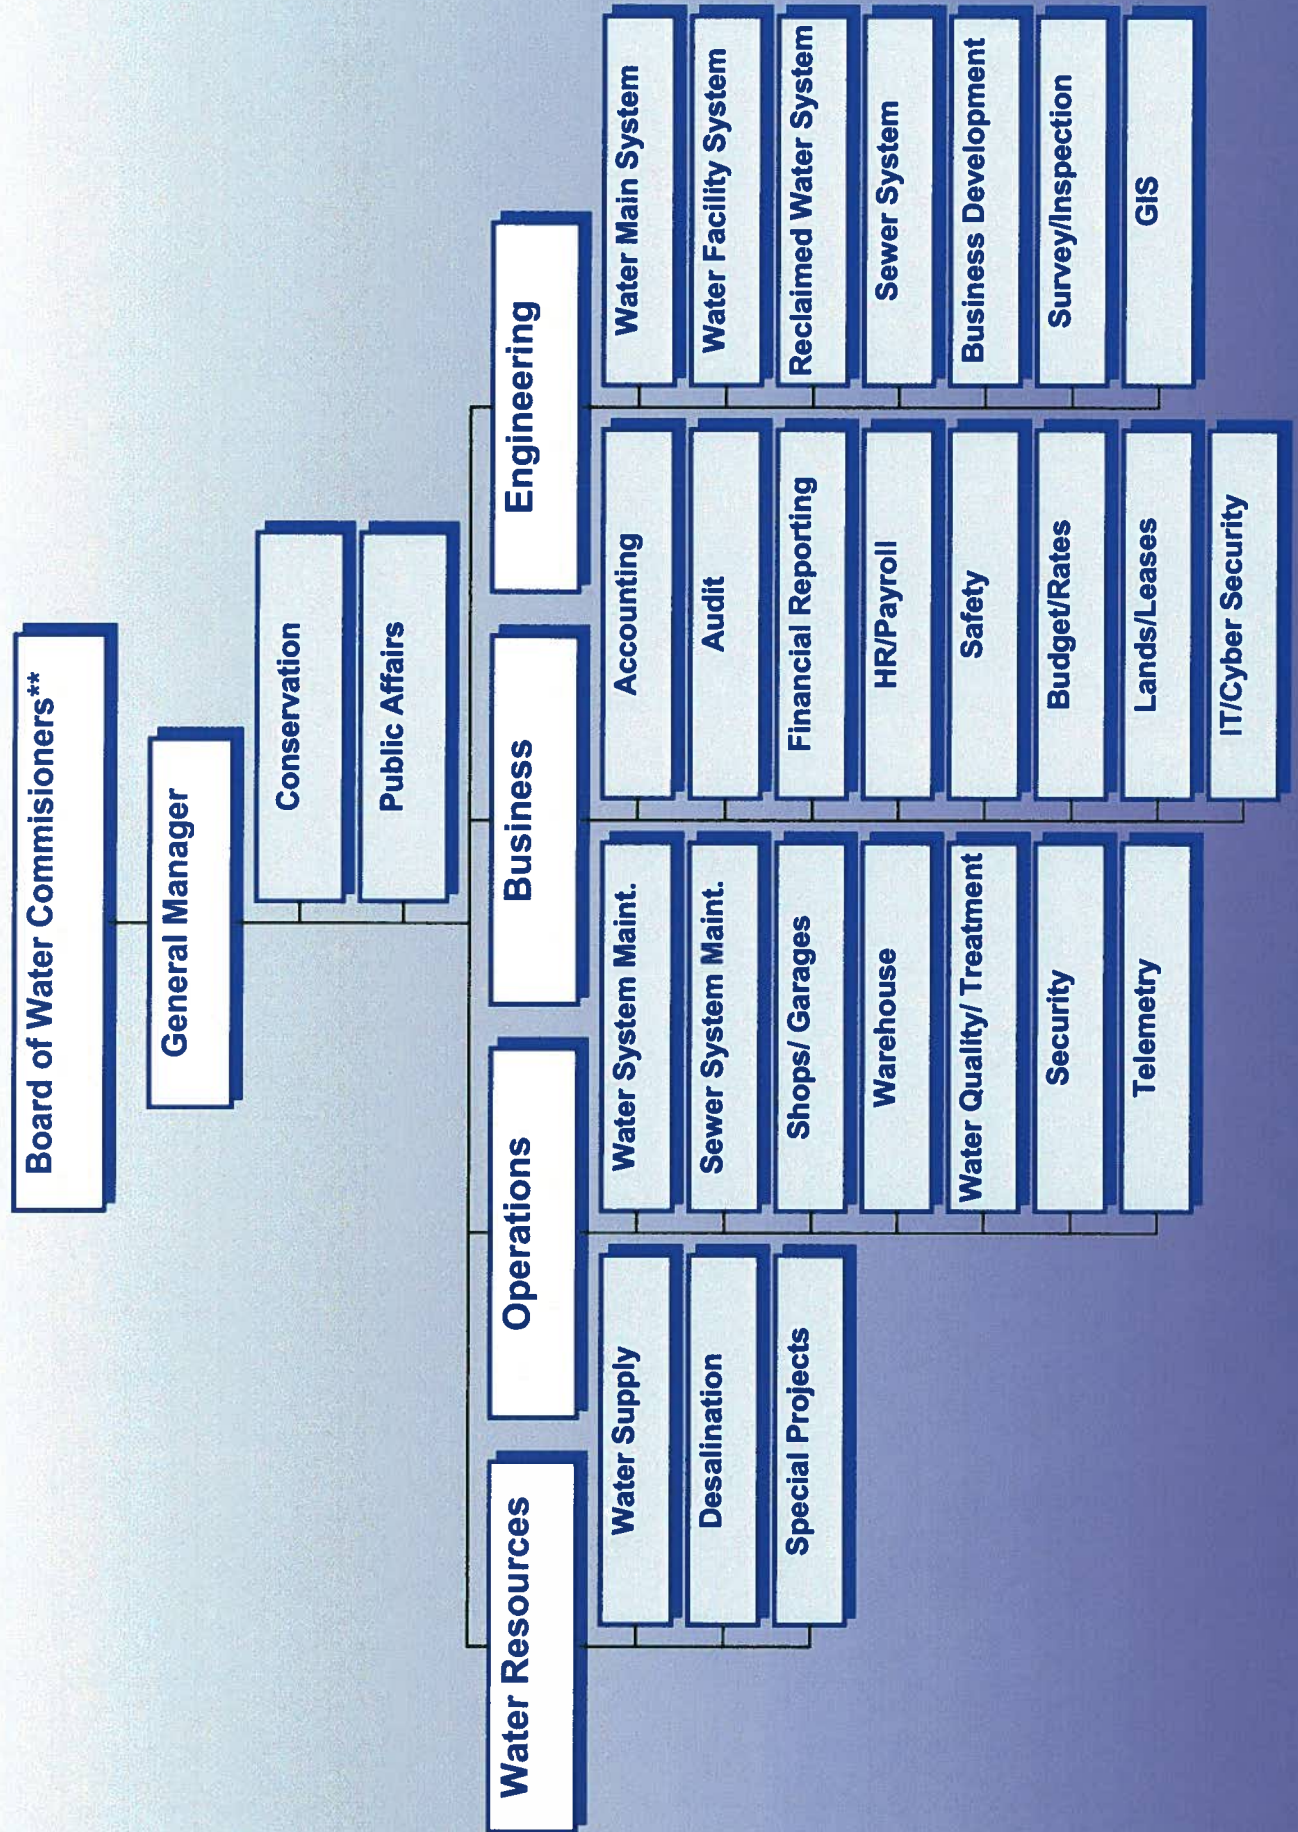 Board of Water Commisioners**
General Manager
Conservation
Public Affairs
Water Resources
Water Supply
Desalination
Special Projects
Operations
Water System Maint.
Sewer System Maint.
Shops/ Garages
Warehouse
Water Quality/ Treatment
Security
Telemetry
Business
Accounting
Audit
Financial Reporting
HR/Payroll
Safety
Budget/Rates
Lands/Leases
IT/Cyber Security
Engineering
Water Main System
Water Facility System
Reclaimed Water System
Sewer System
Business Development
Survey/Inspection
GIS